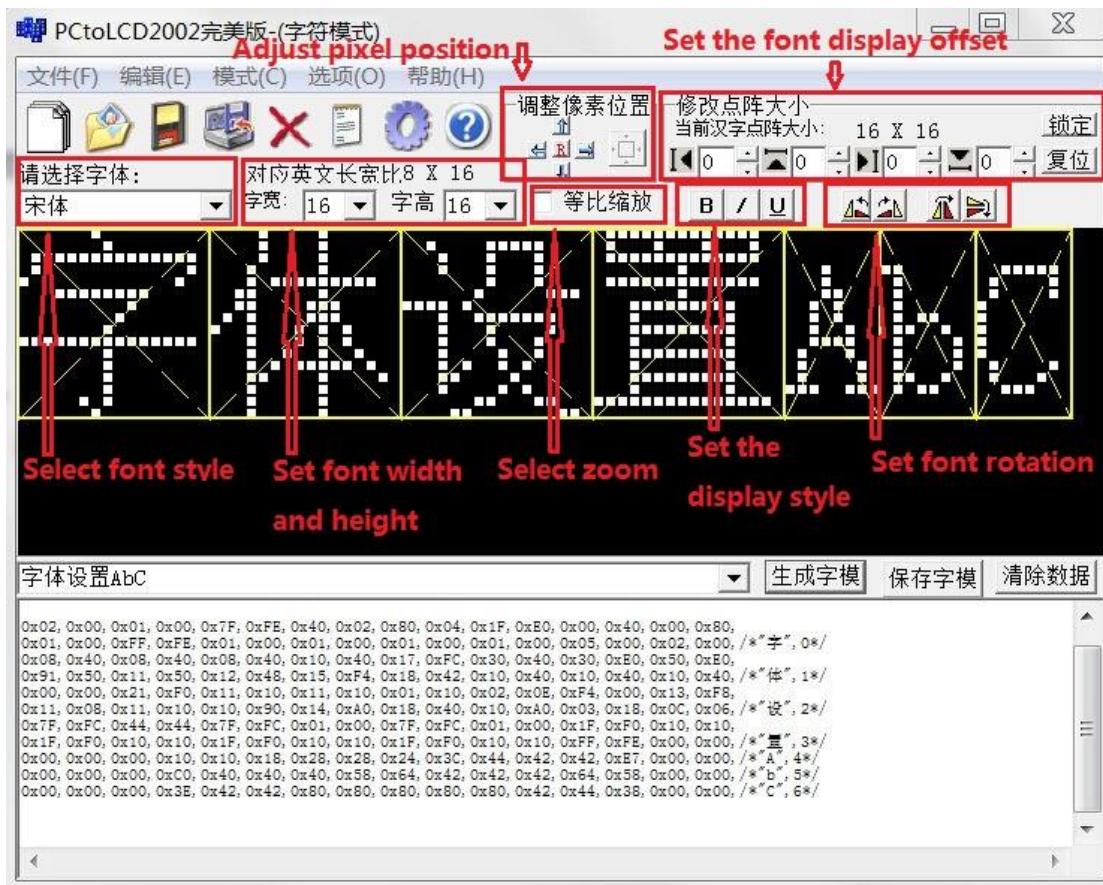 PCtoLCD2002完美版-(字符模式)
Adjust pixel position
Set the font display offset
文件(F) 编辑(E) 模式(C) 选项(O) 帮助(H)
调整像素位置
修改点阵大小
当前汉字点阵大小: 16 X 16
锁定
R
0 0 0 0 复位
请选择字体:
对应英文长宽比8 X 16
宋体
字宽: 16 字高 16
等比缩放
B I U
字体设置AbC
Select font style
Set font width and height
Select zoom
Set the display style
Set font rotation
字体设置AbC
生成字模 保存字模 清除数据
0x02, 0x00, 0x01, 0x00, 0x7F, 0xFE, 0x40, 0x02, 0x80, 0x04, 0x1F, 0xE0, 0x00, 0x40, 0x00, 0x80,
0x01, 0x00, 0xFF, 0xFE, 0x01, 0x00, 0x01, 0x00, 0x01, 0x00, 0x01, 0x00, 0x05, 0x00, 0x02, 0x00, /*"字", 0*/
0x08, 0x40, 0x08, 0x40, 0x08, 0x40, 0x10, 0x40, 0x17, 0xFC, 0x30, 0x40, 0x30, 0xE0, 0x50, 0xE0,
0x91, 0x50, 0x11, 0x50, 0x12, 0x48, 0x15, 0xF4, 0x18, 0x42, 0x10, 0x40, 0x10, 0x40, 0x10, 0x40, /*"体", 1*/
0x00, 0x00, 0x21, 0xF0, 0x11, 0x10, 0x11, 0x10, 0x01, 0x10, 0x02, 0x0E, 0xF4, 0x00, 0x13, 0xF8,
0x11, 0x08, 0x11, 0x10, 0x10, 0x90, 0x14, 0xA0, 0x18, 0x40, 0x10, 0xA0, 0x03, 0x18, 0x0C, 0x06, /*"设", 2*/
0x7F, 0xFC, 0x44, 0x44, 0x7F, 0xFC, 0x01, 0x00, 0x7F, 0xFC, 0x01, 0x00, 0x1F, 0xF0, 0x10, 0x10,
0x1F, 0xF0, 0x10, 0x10, 0x1F, 0xF0, 0x10, 0x10, 0x1F, 0xF0, 0x10, 0x10, 0xFF, 0xFE, 0x00, 0x00, /*"置", 3*/
0x00, 0x00, 0x00, 0x10, 0x10, 0x18, 0x28, 0x28, 0x24, 0x3C, 0x44, 0x42, 0x42, 0xE7, 0x00, 0x00, /*"A", 4*/
0x00, 0x00, 0x00, 0xC0, 0x40, 0x40, 0x40, 0x58, 0x64, 0x42, 0x42, 0x42, 0x64, 0x58, 0x00, 0x00, /*"b", 5*/
0x00, 0x00, 0x00, 0x3E, 0x42, 0x42, 0x80, 0x80, 0x80, 0x80, 0x80, 0x42, 0x44, 0x38, 0x00, 0x00, /*"C", 6*/